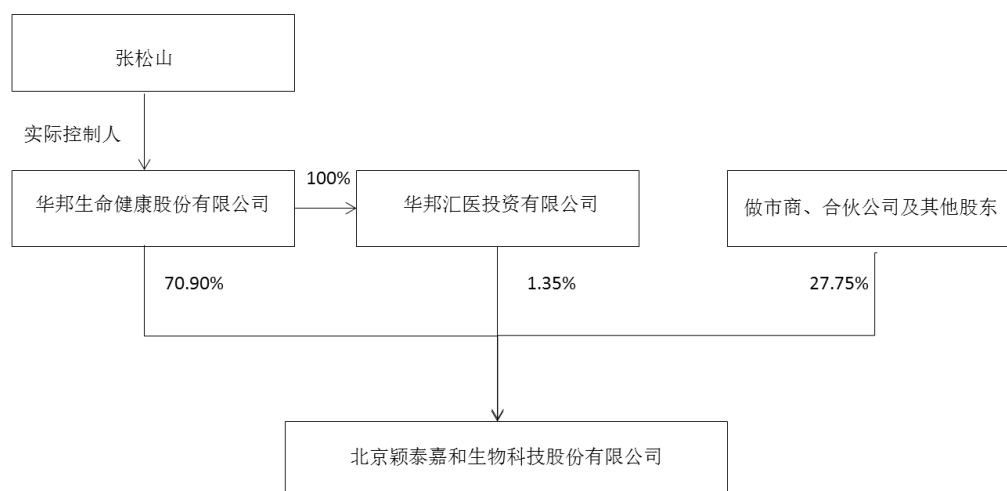 张松山
实际控制人
100%
华邦生命健康股份有限公司
华邦汇医投资有限公司
做市商、合伙公司及其他股东
70.90%
1.35%
27.75%
北京颖泰嘉和生物科技股份有限公司